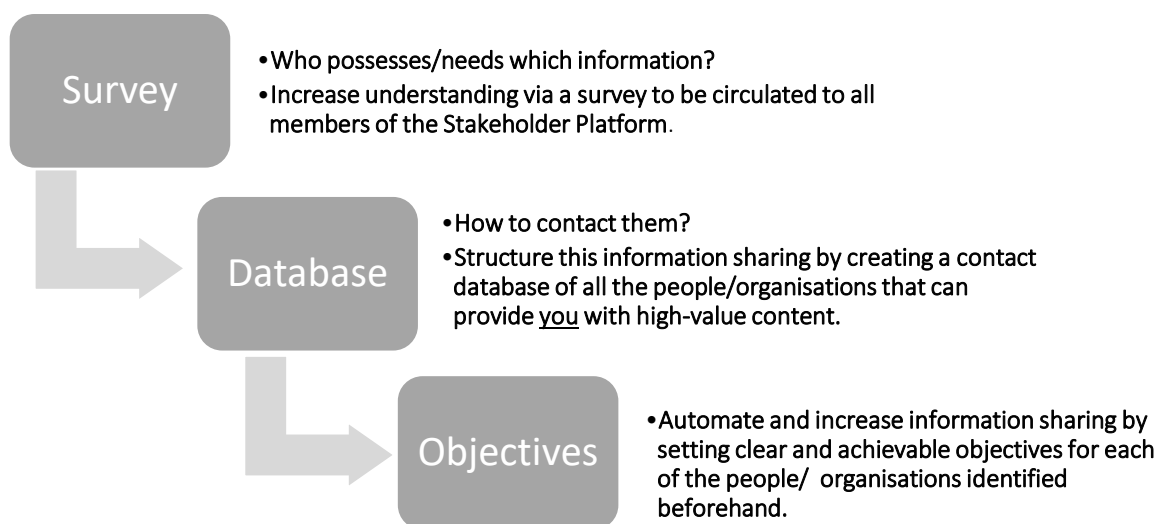 Survey
•Who possesses/needs which information?
•Increase understanding via a survey to be circulated to all
members of the Stakeholder Platform.
Database
•How to contact them?
•Structure this information sharing by creating a contact
database of all the people/organisations that can
provide you with high-value content.
Objectives
•Automate and increase information sharing by
setting clear and achievable objectives for each
of the people/ organisations identified
beforehand.